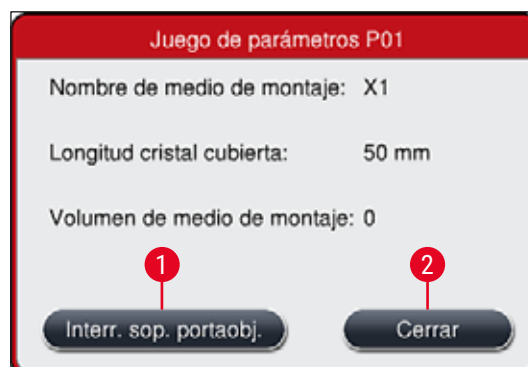 Juego de parámetros P01
Nombre de medio de montaje: X1
Longitud cristal cubierta: 50 mm
Volumen de medio de montaje: 0
1 2
Interr. sop. portaobj. Cerrar